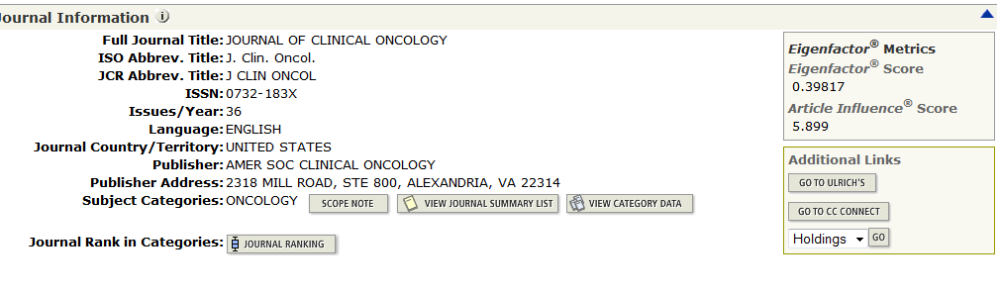 Journal Information i
Full Journal Title: JOURNAL OF CLINICAL ONCOLOGY
ISO Abbrev. Title: J. Clin. Oncol.
JCR Abbrev. Title: J CLIN ONCOL
ISSN: 0732-183X
Issues/Year: 36
Language: ENGLISH
Journal Country/Territory: UNITED STATES
Publisher: AMER SOC CLINICAL ONCOLOGY
Publisher Address: 2318 MILL ROAD, STE 800, ALEXANDRIA, VA 22314
Subject Categories: ONCOLOGY SCOPE NOTE VIEW JOURNAL SUMMARY LIST VIEW CATEGORY DATA
Journal Rank in Categories: JOURNAL RANKING
Eigenfactor® Metrics
Eigenfactor® Score
0.39817
Article Influence® Score
5.899
Additional Links
GO TO ULRICH'S
GO TO CC CONNECT
Holdings GO